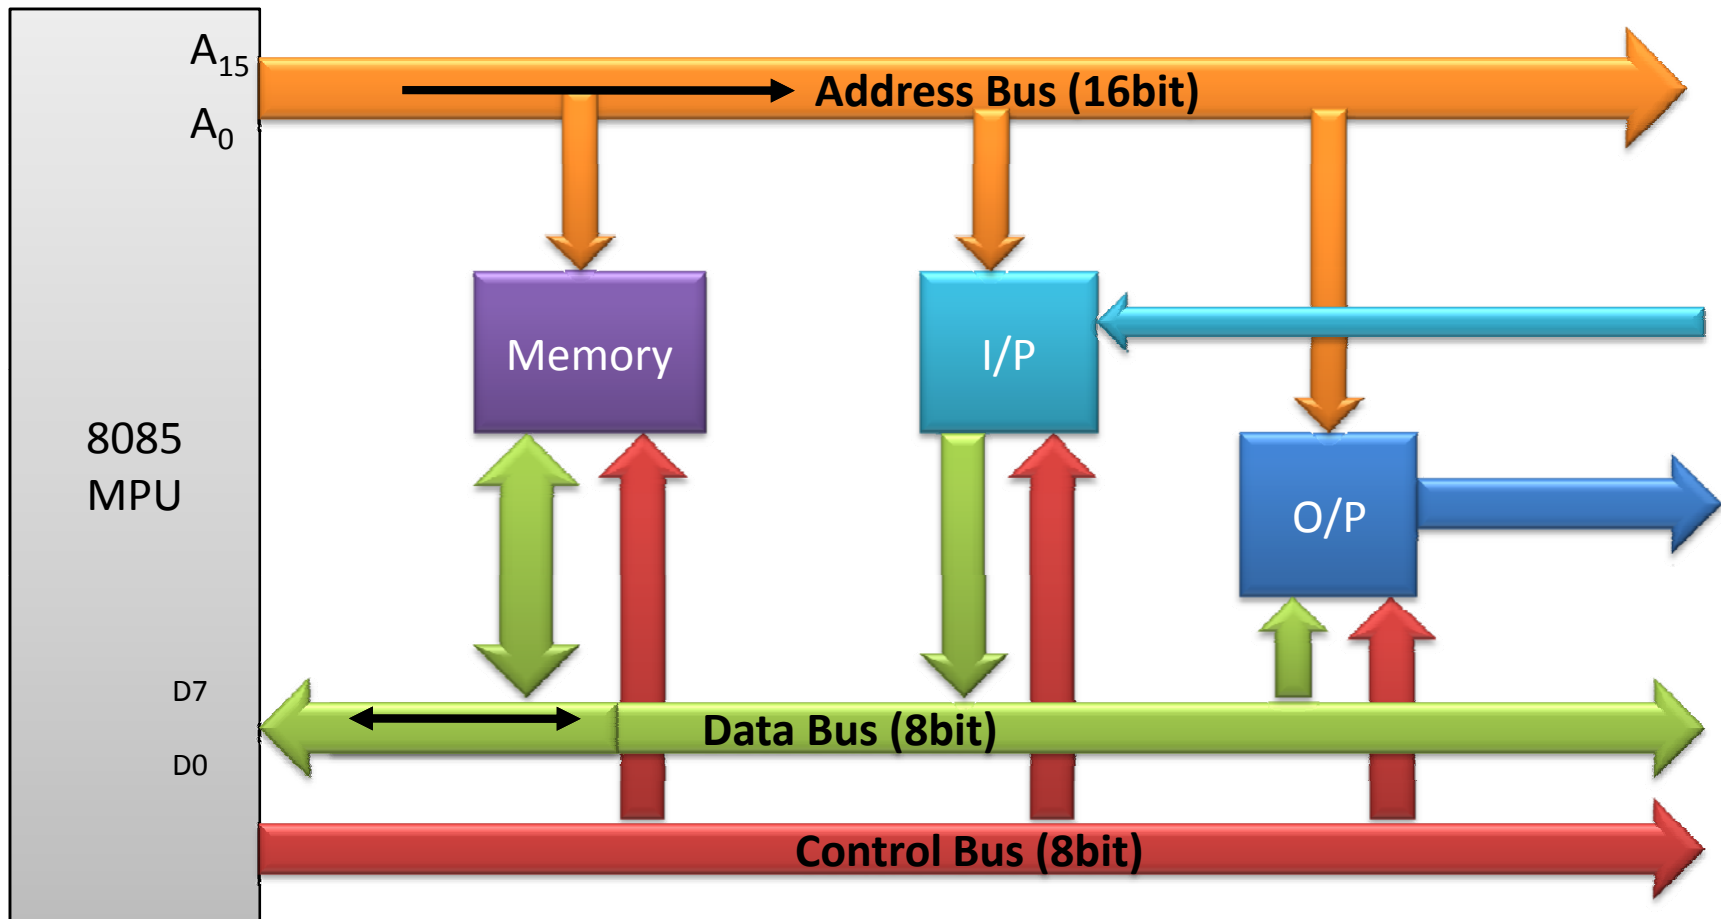 A15
Address Bus (16bit)
A0
Memory
I/P
8085
MPU
O/P
D7
Data Bus (8bit)
D0
Control Bus (8bit)